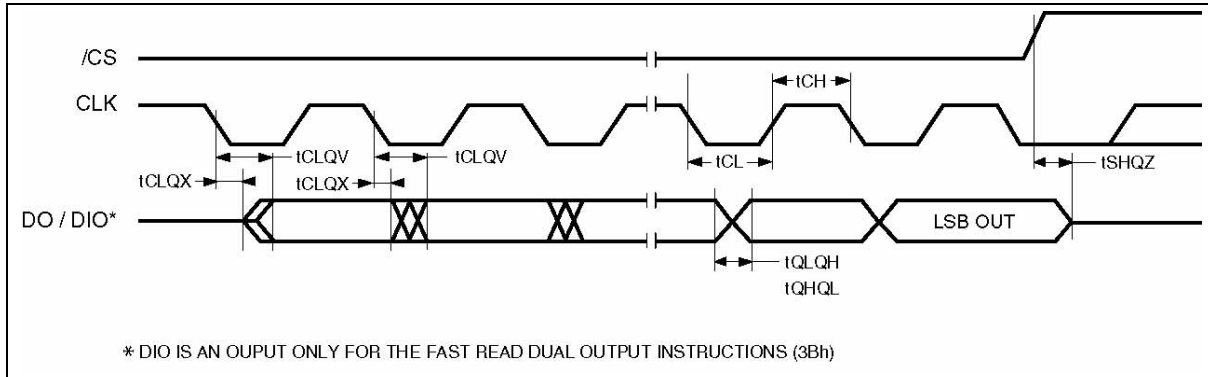 /CS
CLK
tCH
tCLQV
tCLQV
tCL
tSHQZ
tCLQX
tCLQX
DO / DIO*
LSB OUT
tQLQH
tQHQL
* DIO IS AN OUPUT ONLY FOR THE FAST READ DUAL OUTPUT INSTRUCTIONS (3Bh)